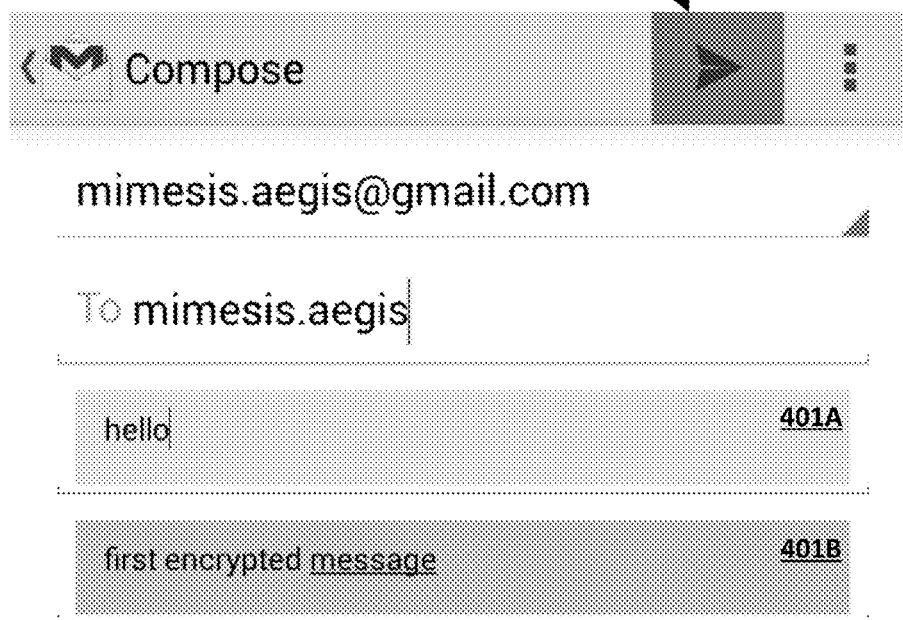 Compose
mimesis.aegis@gmail.com
To mimesis.aegis
hello 401A
first encrypted message 401B